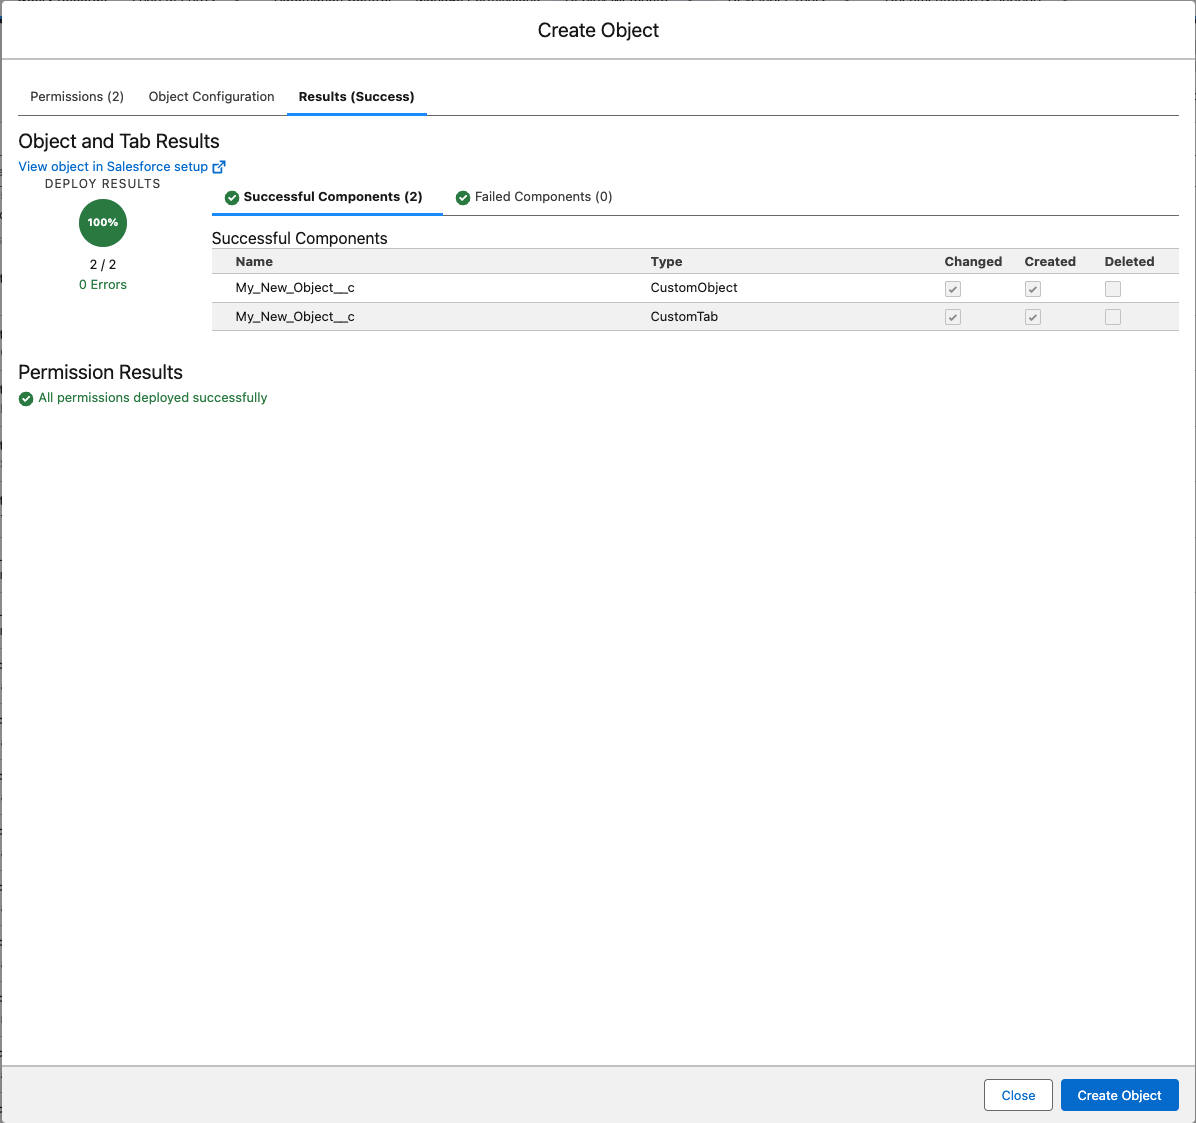 Create Object
Permissions (2) Object Configuration Results (Success)
Object and Tab Results
View object in Salesforce setup
DEPLOY RESULTS
100%
2 / 2
0 Errors
Successful Components (2) Failed Components (0)
Successful Components
Name Type Changed Created Deleted
My_New_Object__c CustomObject
My_New_Object__c CustomTab
Permission Results
All permissions deployed successfully
Close Create Object